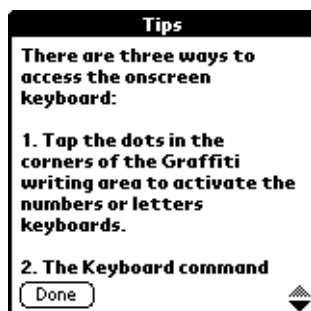 Tips
There are three ways to
access the onscreen
keyboard:
1. Tap the dots in the
corners of the Graffiti
writing area to activate the
numbers or letters
keyboards.
2. The Keyboard command
Done